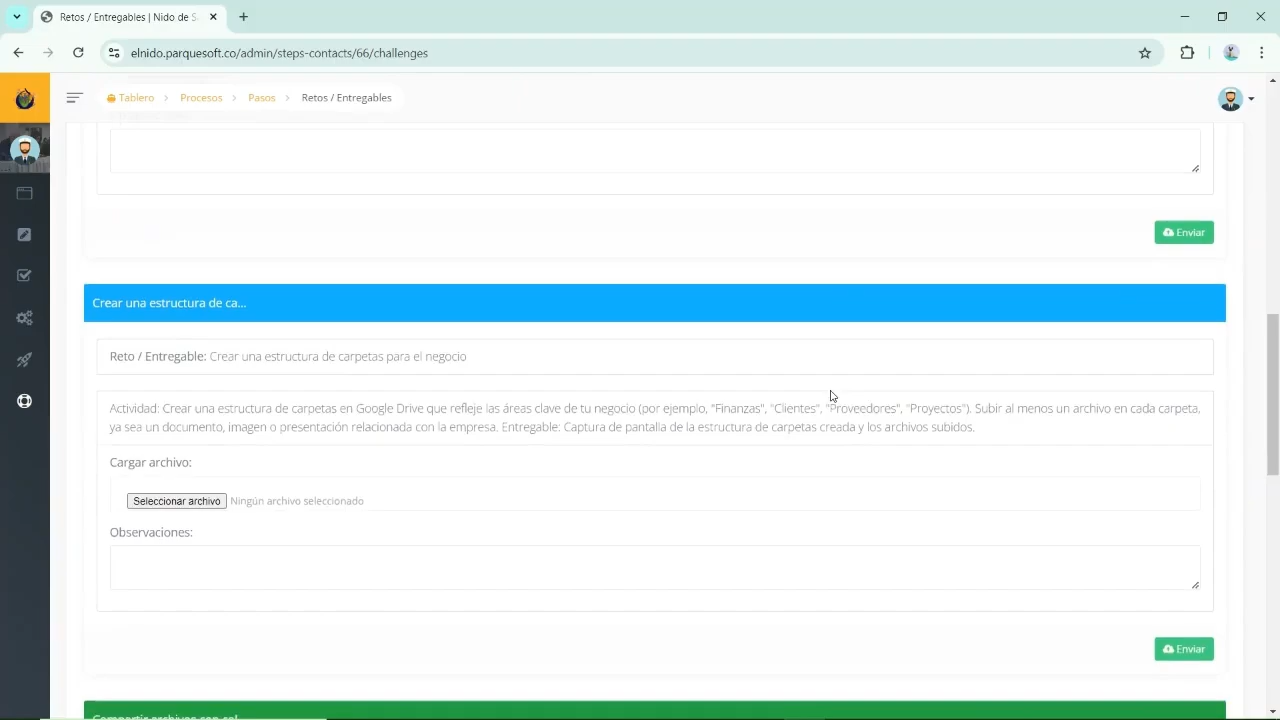 Retos / Entregables | Nido de S
elnido.parquesoft.co/admin/steps-contacts/66/challenges
Tablero > Procesos > Pasos > Retos / Entregables
Enviar
Crear una estructura de ca...
Reto / Entregable: Crear una estructura de carpetas para el negocio
Actividad: Crear una estructura de carpetas en Google Drive que refleje las áreas clave de tu negocio (por ejemplo, "Finanzas", "Clientes", "Proveedores", "Proyectos"). Subir al menos un archivo en cada carpeta,
ya sea un documento, imagen o presentación relacionada con la empresa. Entregable: Captura de pantalla de la estructura de carpetas creada y los archivos subidos.
Cargar archivo:
Seleccionar archivo Ningún archivo seleccionado
Observaciones:
Enviar
Compartir archivos con col